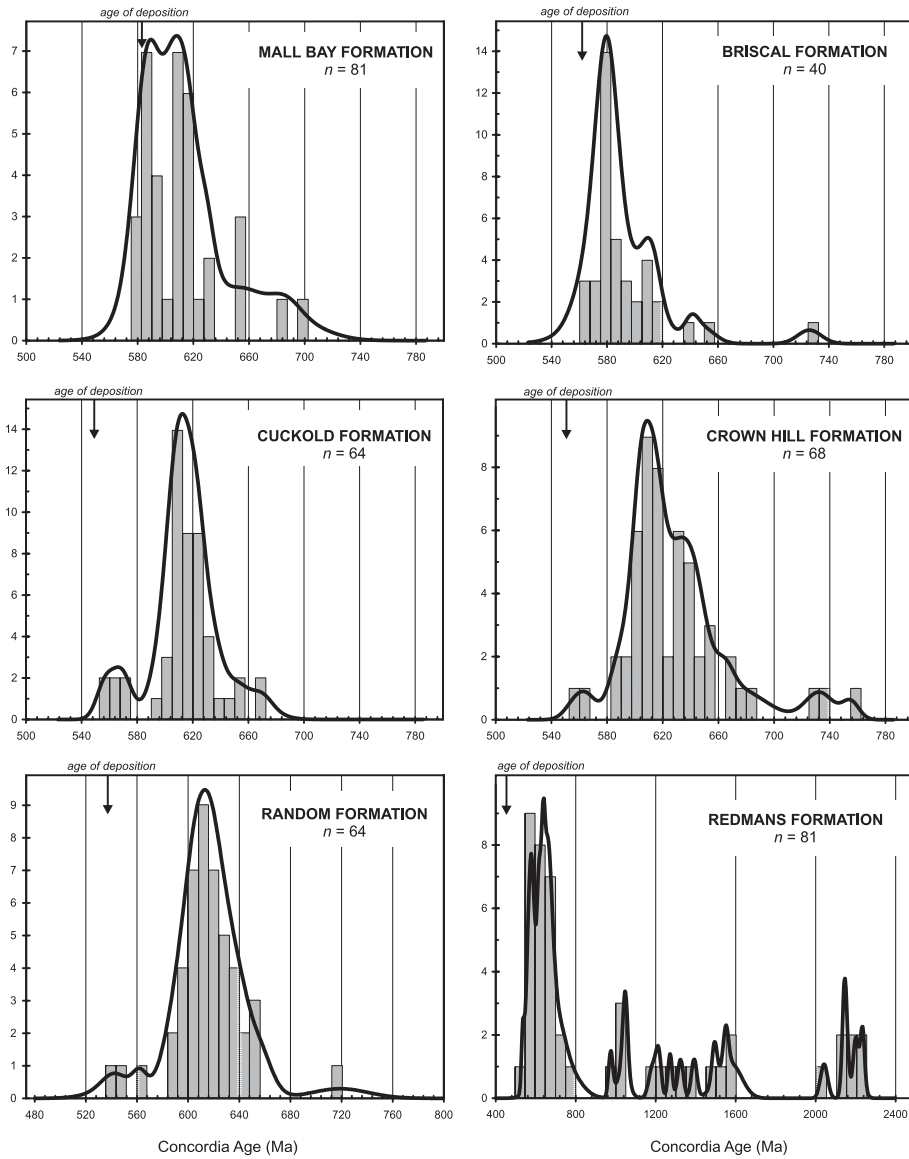 age of deposition
MALL BAY FORMATION
n = 81
7
6
5
4
3
2
1
0
500 540 580 620 660 700 740 780
age of deposition
BRISCAL FORMATION
n = 40
14
12
10
8
6
4
2
0
500 540 580 620 660 700 740 780
age of deposition
CUCKOLD FORMATION
n = 64
14
12
10
8
6
4
2
0
500 540 580 620 660 700 740 780
age of deposition
CROWN HILL FORMATION
n = 68
8
6
4
2
0
500 540 580 620 660 700 740 780
age of deposition
RANDOM FORMATION
n = 64
9
8
7
6
5
4
3
2
1
0
480 520 560 600 640 680 720 760 800
Concordia Age (Ma)
age of deposition
REDMANS FORMATION
n = 81
8
6
4
2
0
400 800 1200 1600 2000 2400
Concordia Age (Ma)